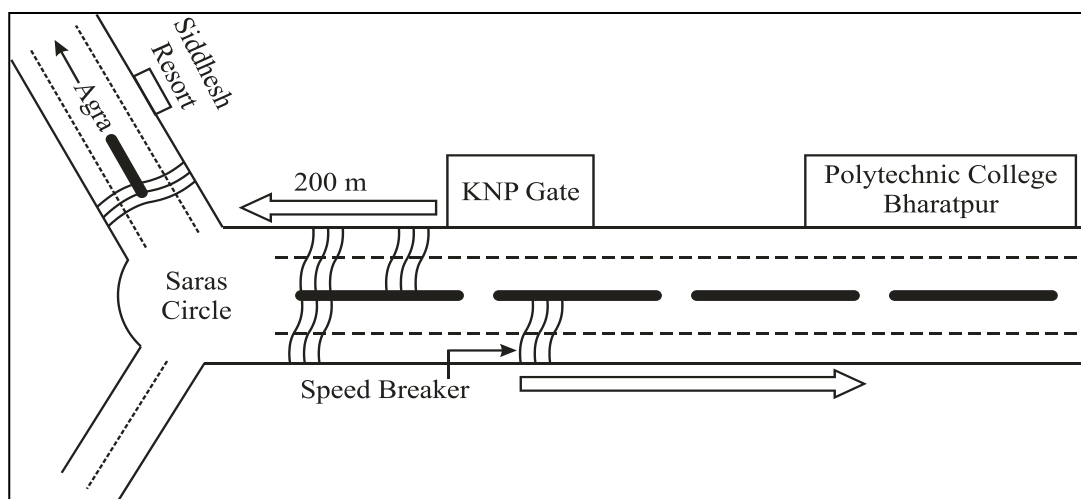 Siddhesh
Resort
Agra
200 m
KNP Gate
Polytechnic College
Bharatpur
Saras
Circle
Speed Breaker